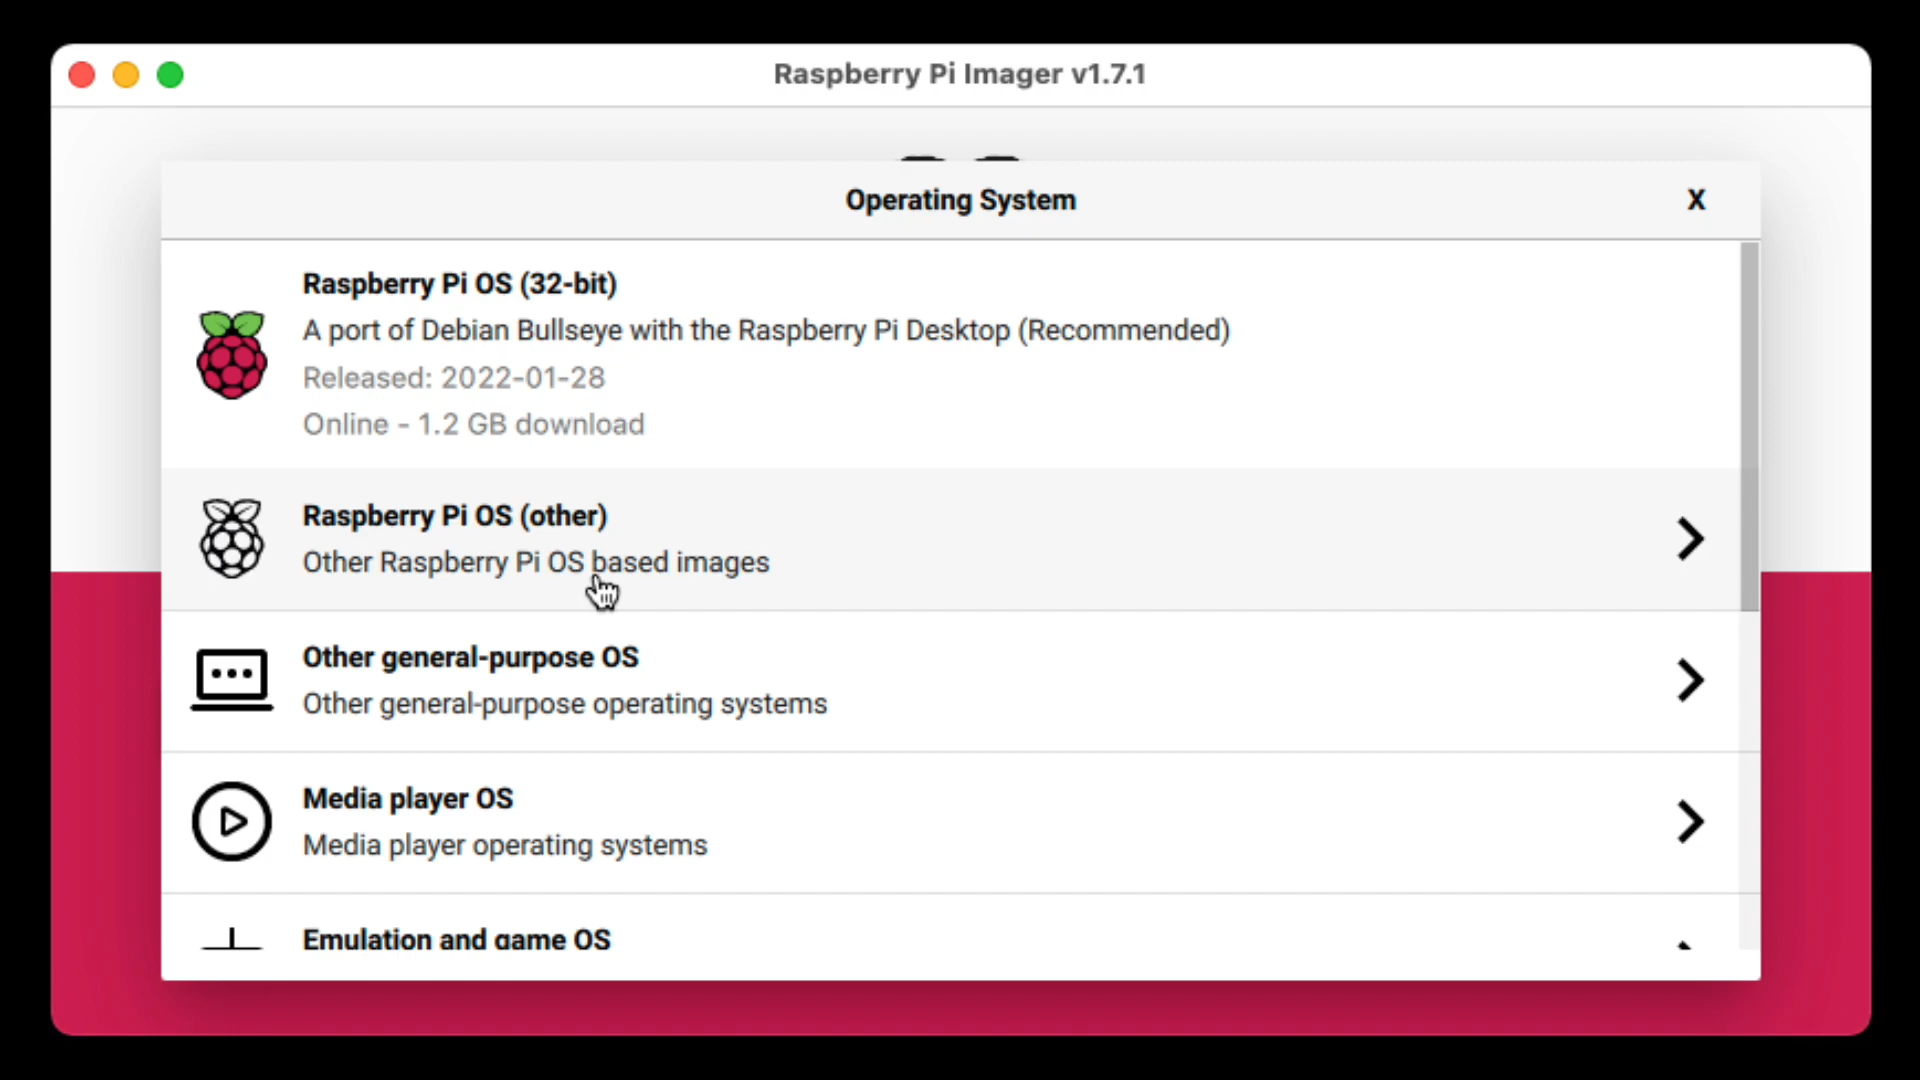 Raspberry Pi Imager v1.7.1
Operating System X
Raspberry Pi OS (32-bit)
A port of Debian Bullseye with the Raspberry Pi Desktop (Recommended)
Released: 2022-01-28
Online - 1.2 GB download
Raspberry Pi OS (other)
Other Raspberry Pi OS based images
Other general-purpose OS
Other general-purpose operating systems
Media player OS
Media player operating systems
Emulation and game OS